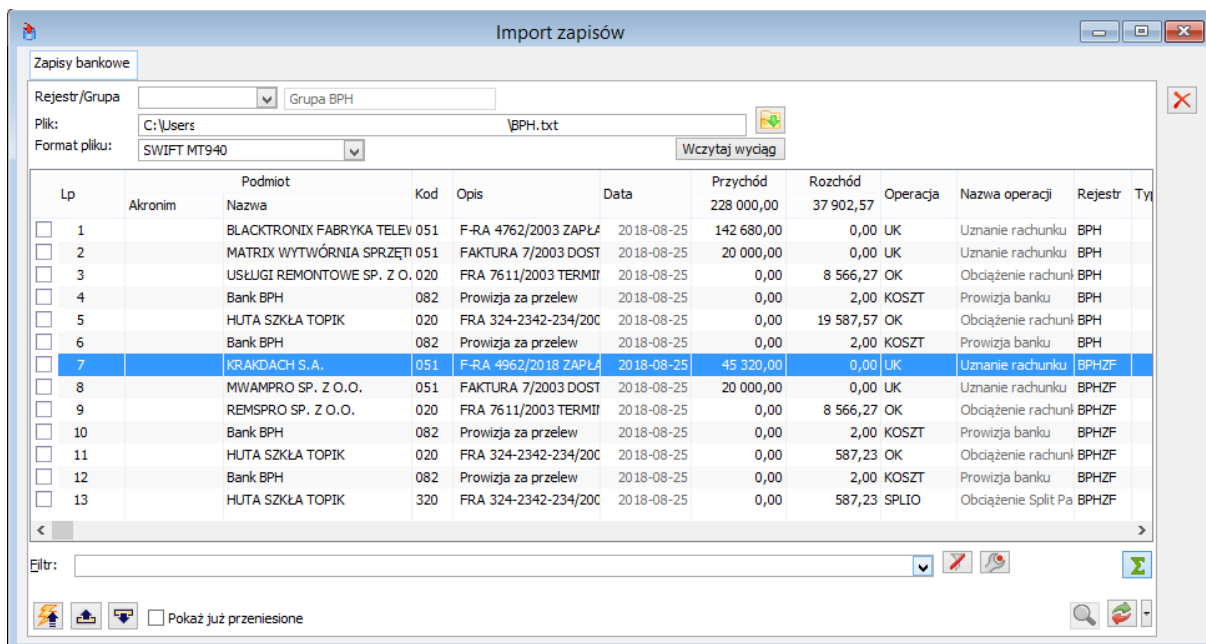 Import zapisów
Zapisy bankowe
Rejestr/Grupa Grupa BPH
Plik: C:\Users \BPH.txt
Format pliku: SWIFT MT940 Wczytaj wyciąg
Lp Podmiot Kod Opis Data Przychód Rozchód Operacja Nazwa operacji Rejestr Typ
Akronim Nazwa 228 000,00 37 902,57
1 BLACKTRONIX FABRYKA TELEW 051 F-RA 4762/2003 ZAPŁA 2018-08-25 142 680,00 0,00 UK Uznanie rachunku BPH
2 MATRIX WYTWÓRNIA SPRZĘTU 051 FAKTURA 7/2003 DOST 2018-08-25 20 000,00 0,00 UK Uznanie rachunku BPH
3 USŁUGI REMONTOWE SP. Z O. 020 FRA 7611/2003 TERMIN 2018-08-25 0,00 8 566,27 OK Obciążenie rachunk BPH
4 Bank BPH 082 Prowizja za przelew 2018-08-25 0,00 2,00 KOSZT Prowizja banku BPH
5 HUTA SZKŁA TOPIK 020 FRA 324-2342-234/200 2018-08-25 0,00 19 587,57 OK Obciążenie rachunk BPH
6 Bank BPH 082 Prowizja za przelew 2018-08-25 0,00 2,00 KOSZT Prowizja banku BPH
7 KRAKDACH S.A. 051 F-RA 4962/2018 ZAPŁA 2018-08-25 45 320,00 0,00 UK Uznanie rachunku BPHZF
8 MWAMPRO SP. Z O.O. 051 FAKTURA 7/2003 DOST 2018-08-25 20 000,00 0,00 UK Uznanie rachunku BPHZF
9 REMSPRO SP. Z O.O. 020 FRA 7611/2003 TERMIN 2018-08-25 0,00 8 566,27 OK Obciążenie rachunk BPHZF
10 Bank BPH 082 Prowizja za przelew 2018-08-25 0,00 2,00 KOSZT Prowizja banku BPHZF
11 HUTA SZKŁA TOPIK 020 FRA 324-2342-234/200 2018-08-25 0,00 587,23 OK Obciążenie rachunk BPHZF
12 Bank BPH 082 Prowizja za przelew 2018-08-25 0,00 2,00 KOSZT Prowizja banku BPHZF
13 HUTA SZKŁA TOPIK 320 FRA 324-2342-234/200 2018-08-25 0,00 587,23 SPLIO Obciążenie Split Pa BPHZF
Filtr:
Pokaż już przeniesione